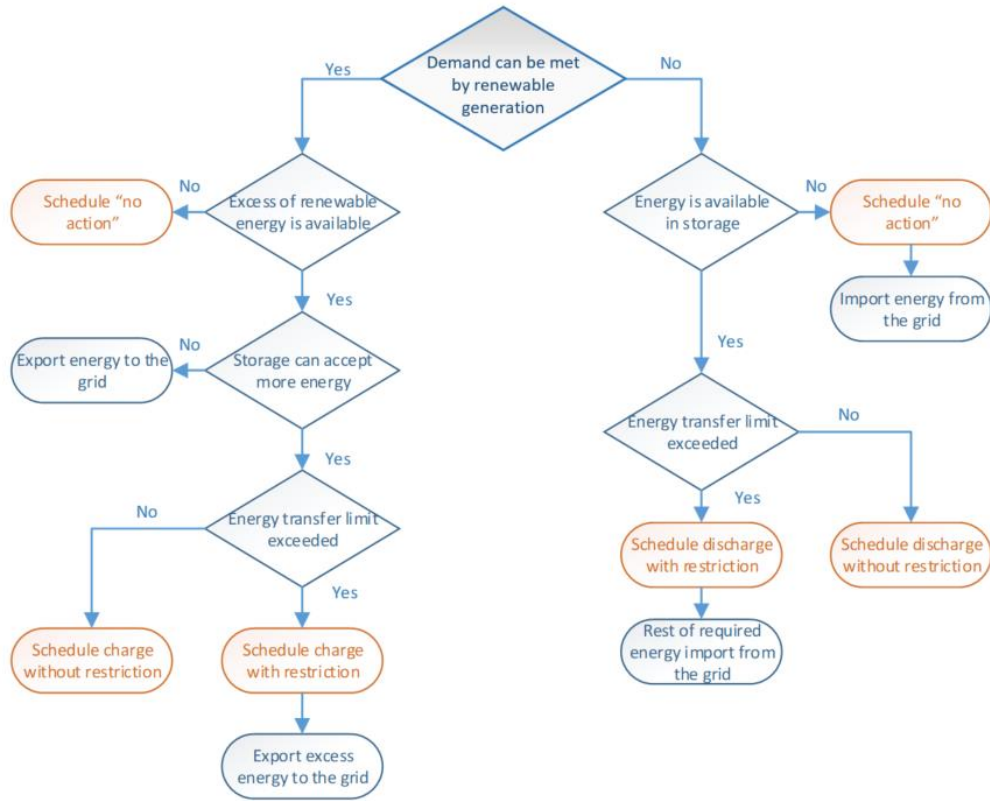 Demand can be met
by renewable
generation
Yes
No
No
Schedule “no
action”
Excess of renewable
energy is available
Energy is available
in storage
No
Schedule “no
action”
Yes
Import energy from
the grid
No
Export energy to the
grid
Storage can accept
more energy
Yes
Energy transfer limit
exceeded
No
Yes
Yes
No
Energy transfer limit
exceeded
Schedule discharge
with restriction
Schedule discharge
without restriction
Yes
Schedule charge
without restriction
Schedule charge
with restriction
Rest of required
energy import from
the grid
Export excess
energy to the grid